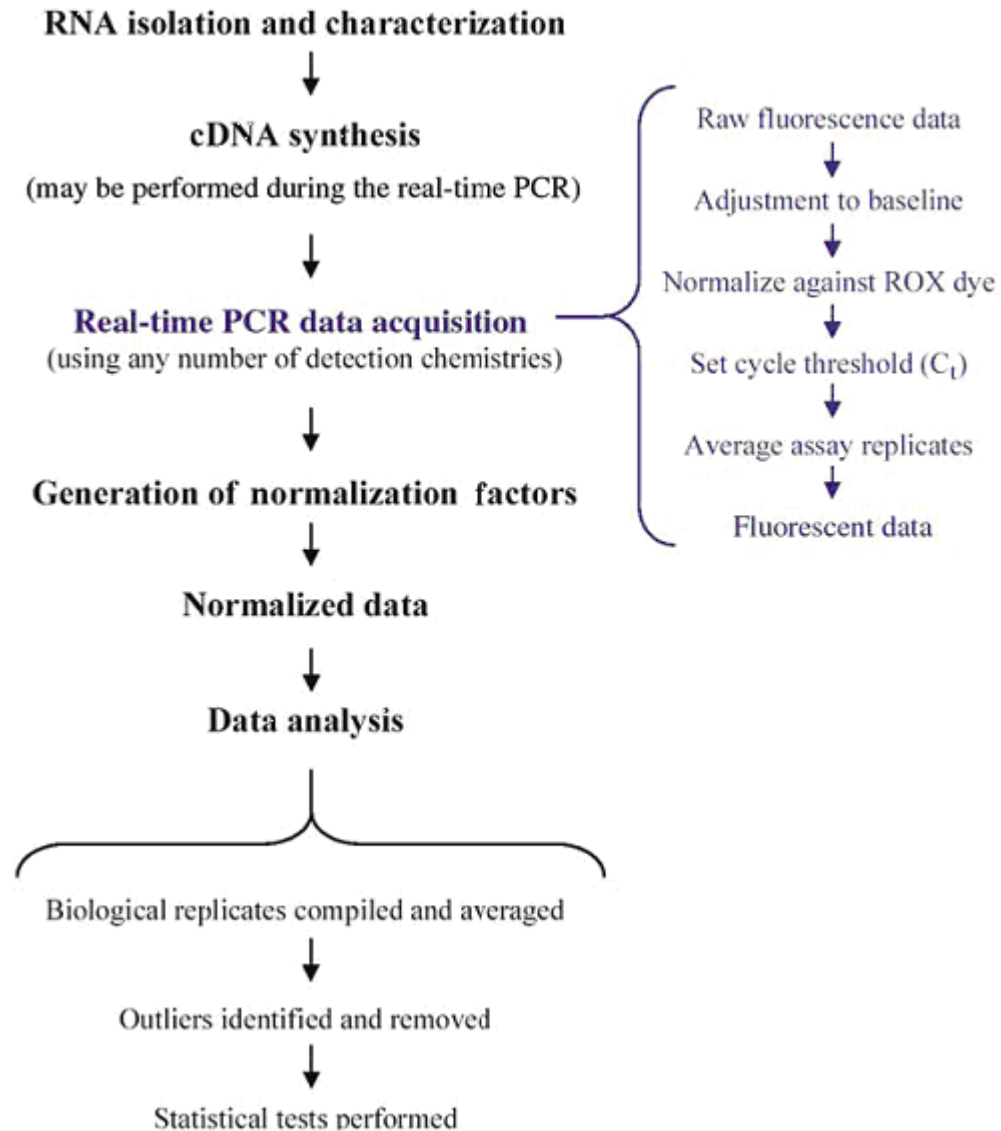 RNA isolation and characterization
cDNA synthesis
(may be performed during the real-time PCR)
Real-time PCR data acquisition
(using any number of detection chemistries)
Generation of normalization factors
Normalized data
Data analysis
Biological replicates compiled and averaged
Outliers identified and removed
Statistical tests performed
Raw fluorescence data
Adjustment to baseline
Normalize against ROX dye
Set cycle threshold (Ct)
Average assay replicates
Fluorescent data